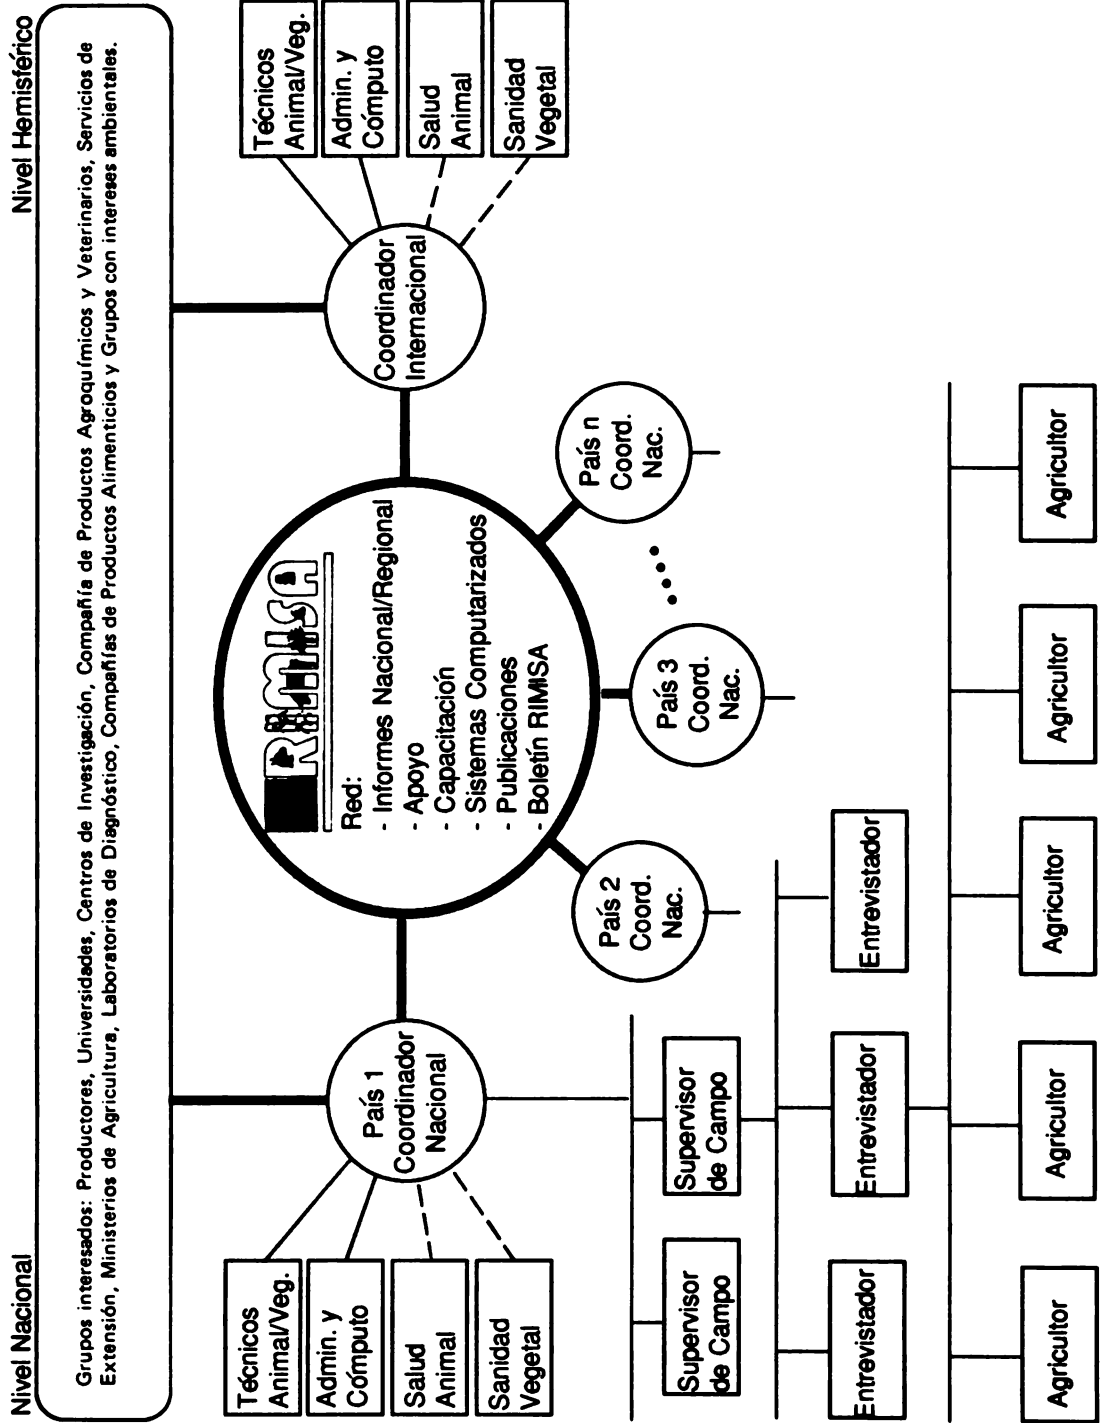 Nivel Nacional
Nivel Hemisférico
Grupos interesados: Productores, Universidades, Centros de Investigación, Compañía de Productos Agroquímicos y Veterinarios, Servicios de
Extensión, Ministerios de Agricultura, Laboratorios de Diagnóstico, Compañías de Productos Alimenticios y Grupos con intereses ambientales.
Técnicos
Animal/Veg.
Admin. y
Cómputo
Salud
Animal
Sanidad
Vegetal
País 1
Coordinador
Nacional
RIMISA
Red:
- Informes Nacional/Regional
- Apoyo
- Capacitación
- Sistemas Computarizados
- Publicaciones
- Boletín RIMISA
Coordinador
Internacional
Técnicos
Animal/Veg.
Admin. y
Cómputo
Salud
Animal
Sanidad
Vegetal
País 2
Coord.
Nac.
País 3
Coord.
Nac.
País n
Coord.
Nac.
Supervisor
de Campo
Supervisor
de Campo
Entrevistador
Entrevistador
Entrevistador
Agricultor
Agricultor
Agricultor
Agricultor
Agricultor